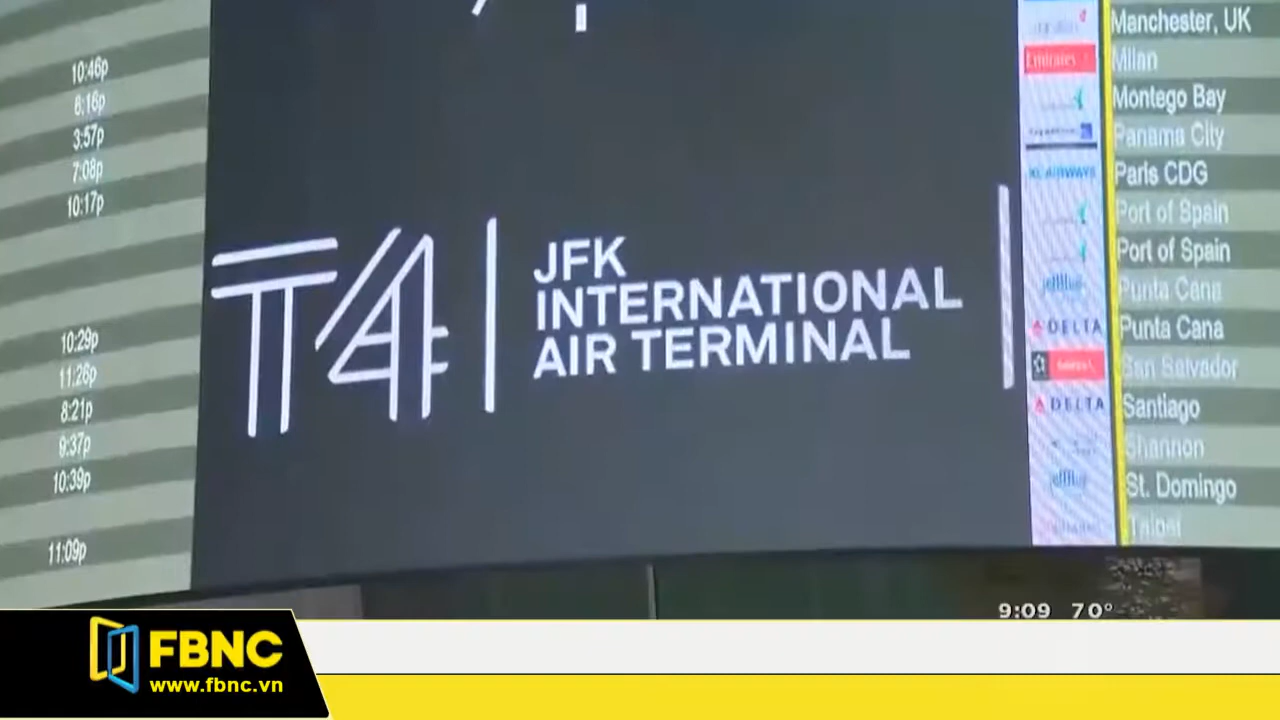 10:46p
8:16p
3:57p
7:08p
10:17p
10:29p
11:26p
8:21p
9:37p
10:39p
11:09p
T4
JFK
INTERNATIONAL
AIR TERMINAL
Manchester, UK
Emirates Milan
Montego Bay
Panama City
XL AIRWAYS Paris CDG
Port of Spain
Port of Spain
jetBlue Punta Cana
DELTA Punta Cana
San Salvador
DELTA Santiago
Shannon
jetBlue St. Domingo
Taipei
9:09 70°
FBNC
www.fbnc.vn